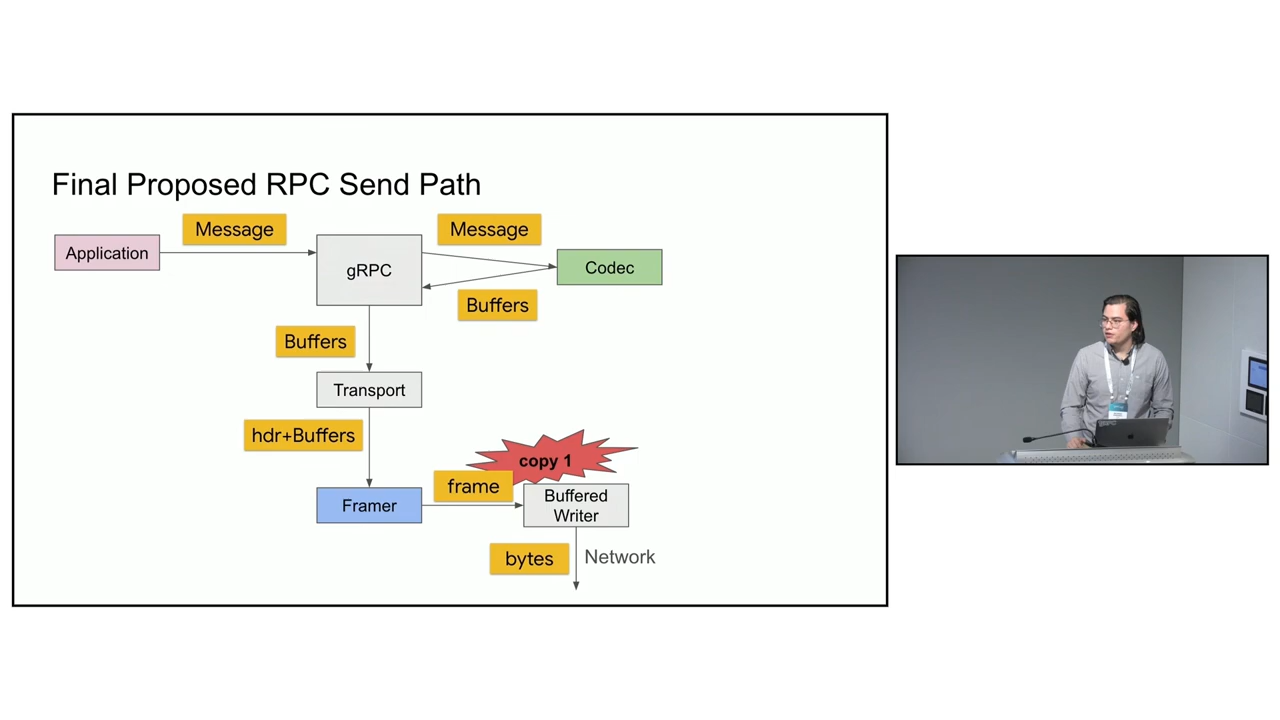 Final Proposed RPC Send Path
Message
Message
Application
gRPC
Codec
Buffers
Buffers
Transport
hdr+Buffers
copy 1
frame
Framer
Buffered
Writer
bytes
Network